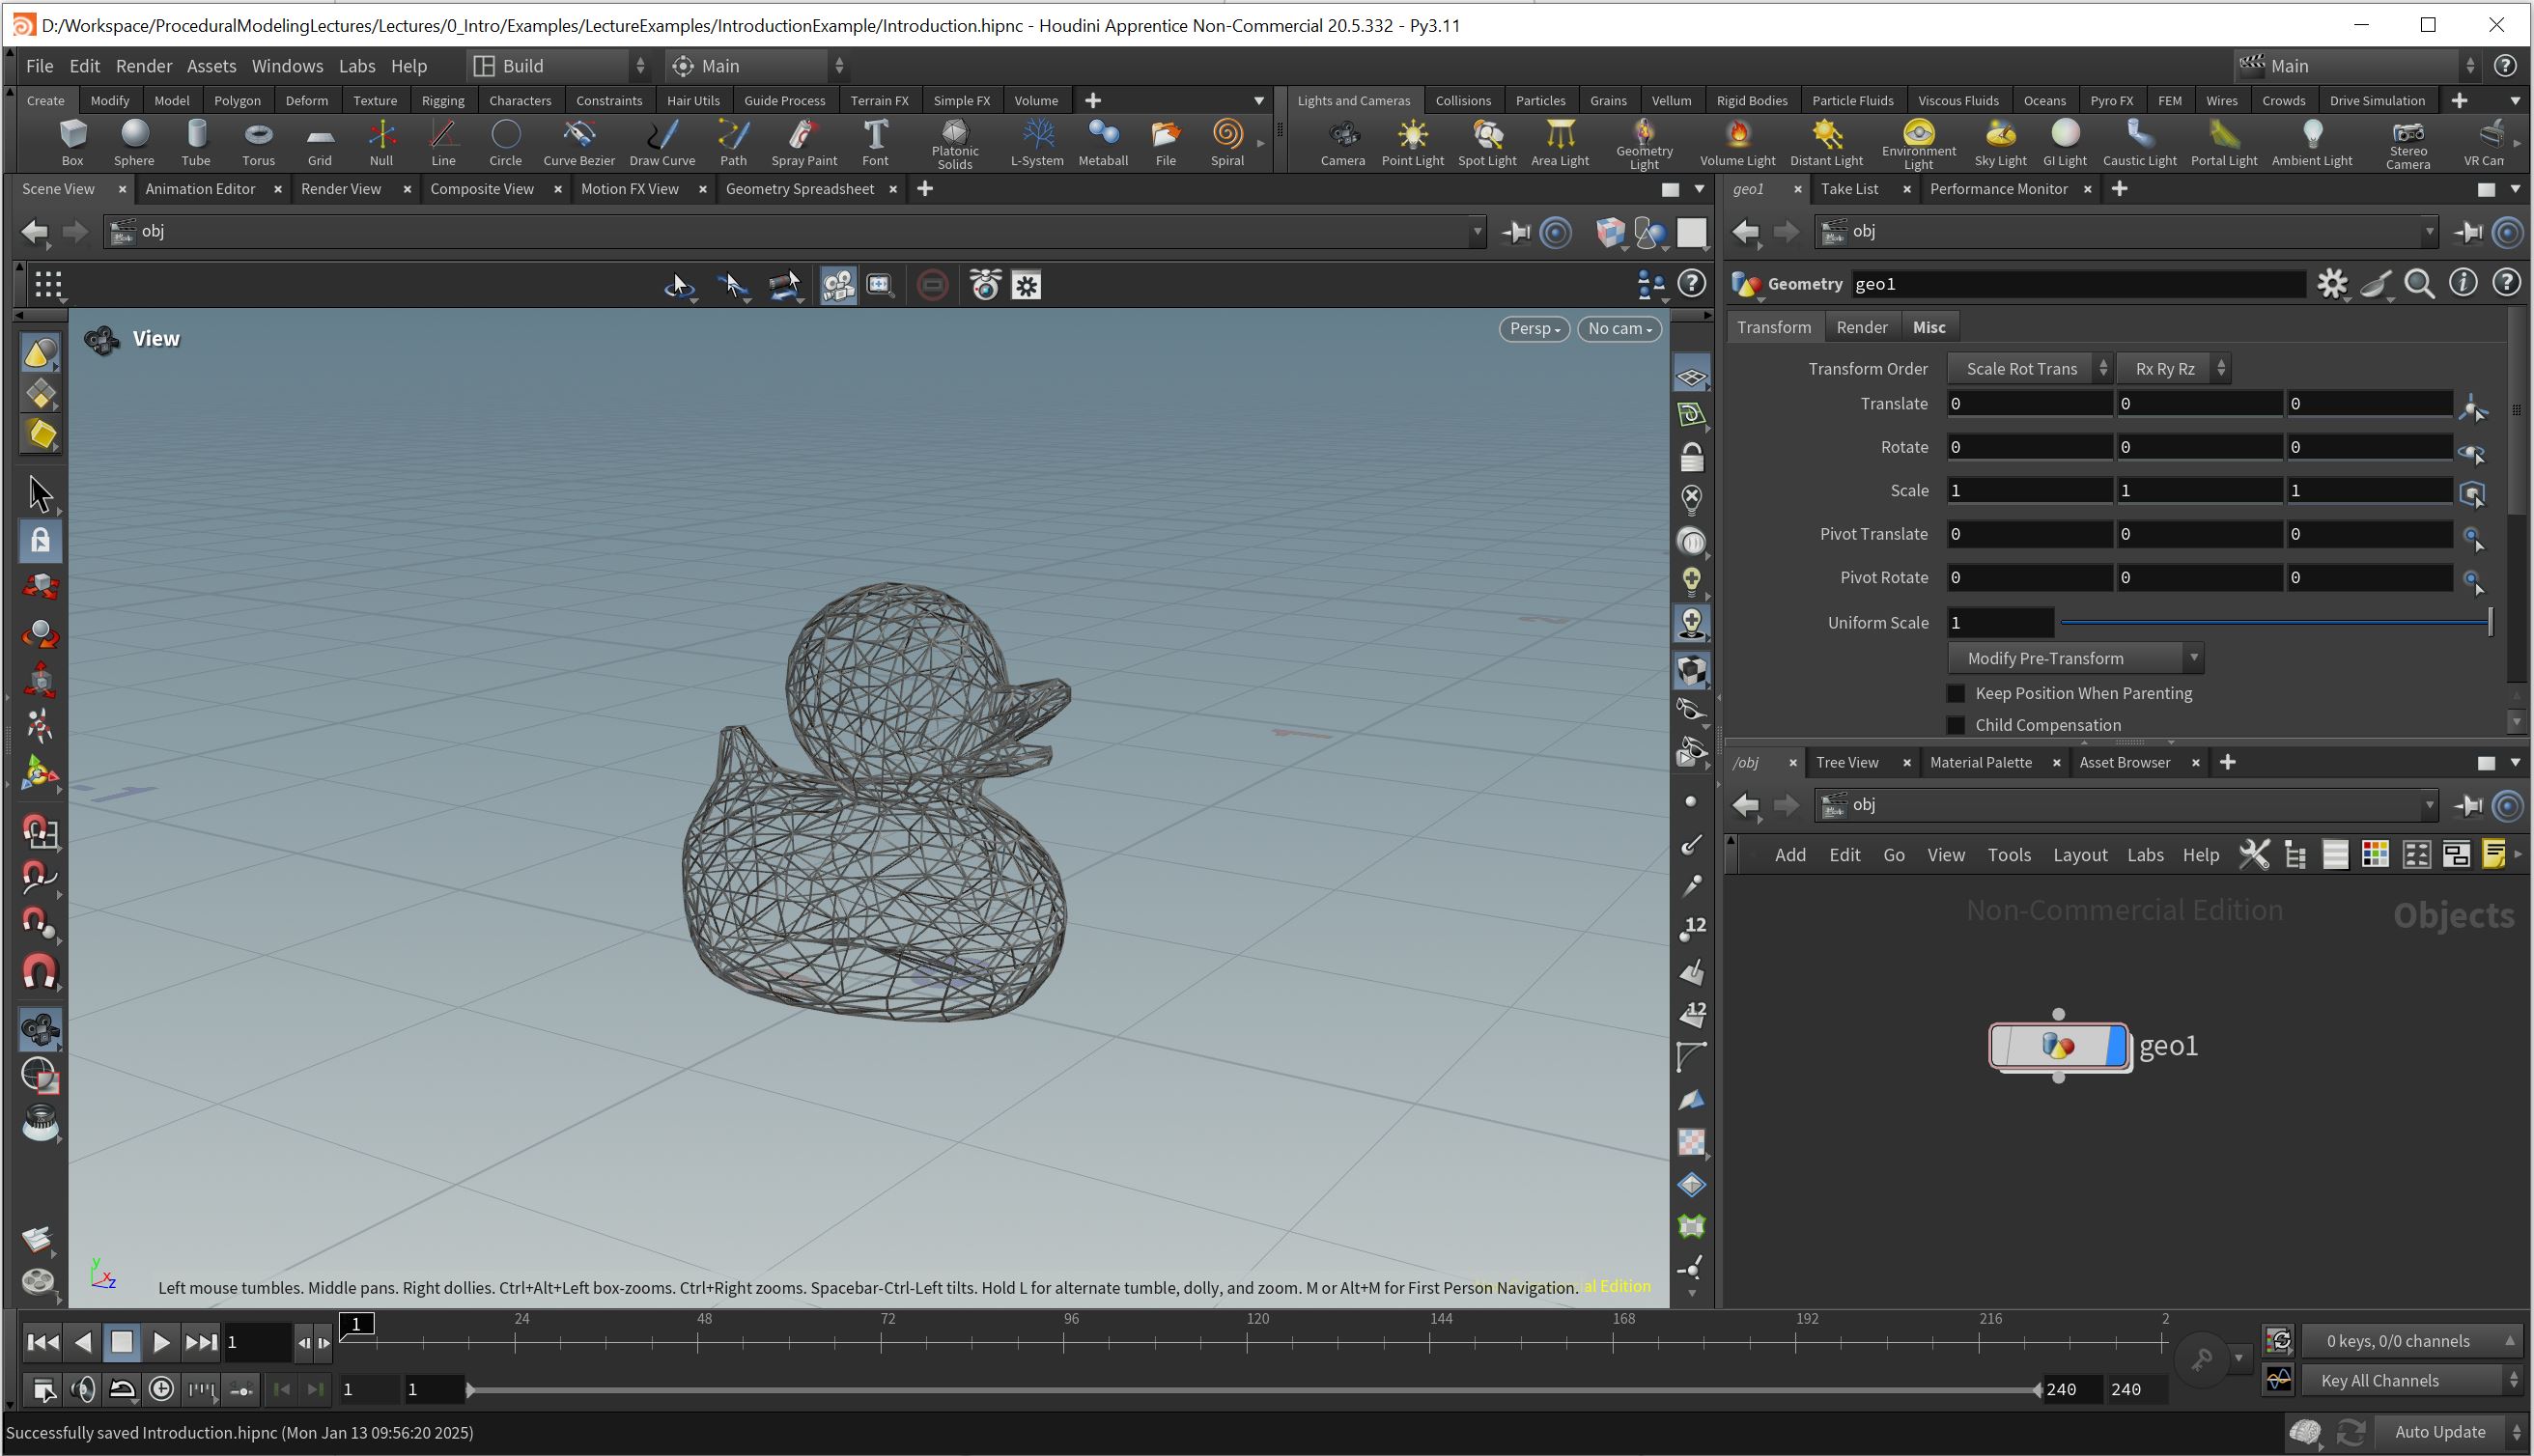 D:/Workspace/ProceduralModelingLectures/Lectures/0_Intro/Examples/LectureExamples/IntroductionExample/Introduction.hipnc - Houdini Apprentice Non-Commercial 20.5.332 - Py3.11
File Edit Render Assets Windows Labs Help Build Main Main
Create Modify Model Polygon Deform Texture Rigging Characters Constraints Hair Utils Guide Process Terrain FX Simple FX Volume
Lights and Cameras Collisions Particles Grains Vellum Rigid Bodies Particle Fluids Viscous Fluids Oceans Pyro FX FEM Wires Crowds Drive Simulation
Box Sphere Tube Torus Grid Null Line Circle Curve Bezier Draw Curve Path Spray Paint Font Platonic Solids L-System Metaball File Spiral
Camera Point Light Spot Light Area Light Geometry Light Volume Light Distant Light Environment Light Sky Light GI Light Caustic Light Portal Light Ambient Light Stereo Camera VR Cam
Scene View Animation Editor Render View Composite View Motion FX View Geometry Spreadsheet
obj
View
Persp No cam
12
12
y x z
Left mouse tumbles. Middle pans. Right dollies. Ctrl+Alt+Left box-zooms. Ctrl+Right zooms. Spacebar-Ctrl-Left tilts. Hold L for alternate tumble, dolly, and zoom. M or Alt+M for First Person Navigation. al Edition
geo1 Take List Performance Monitor
obj
Geometry geo1
Transform Render Misc
Transform Order Scale Rot Trans Rx Ry Rz
Translate 0 0 0
Rotate 0 0 0
Scale 1 1 1
Pivot Translate 0 0 0
Pivot Rotate 0 0 0
Uniform Scale 1
Modify Pre-Transform
Keep Position When Parenting
Child Compensation
/obj Tree View Material Palette Asset Browser
obj
Add Edit Go View Tools Layout Labs Help
Non-Commercial Edition Objects
geo1
1 1 24 48 72 96 120 144 168 192 216 2
0 keys, 0/0 channels
1 1 240 240
Key All Channels
Successfully saved Introduction.hipnc (Mon Jan 13 09:56:20 2025)
Auto Update